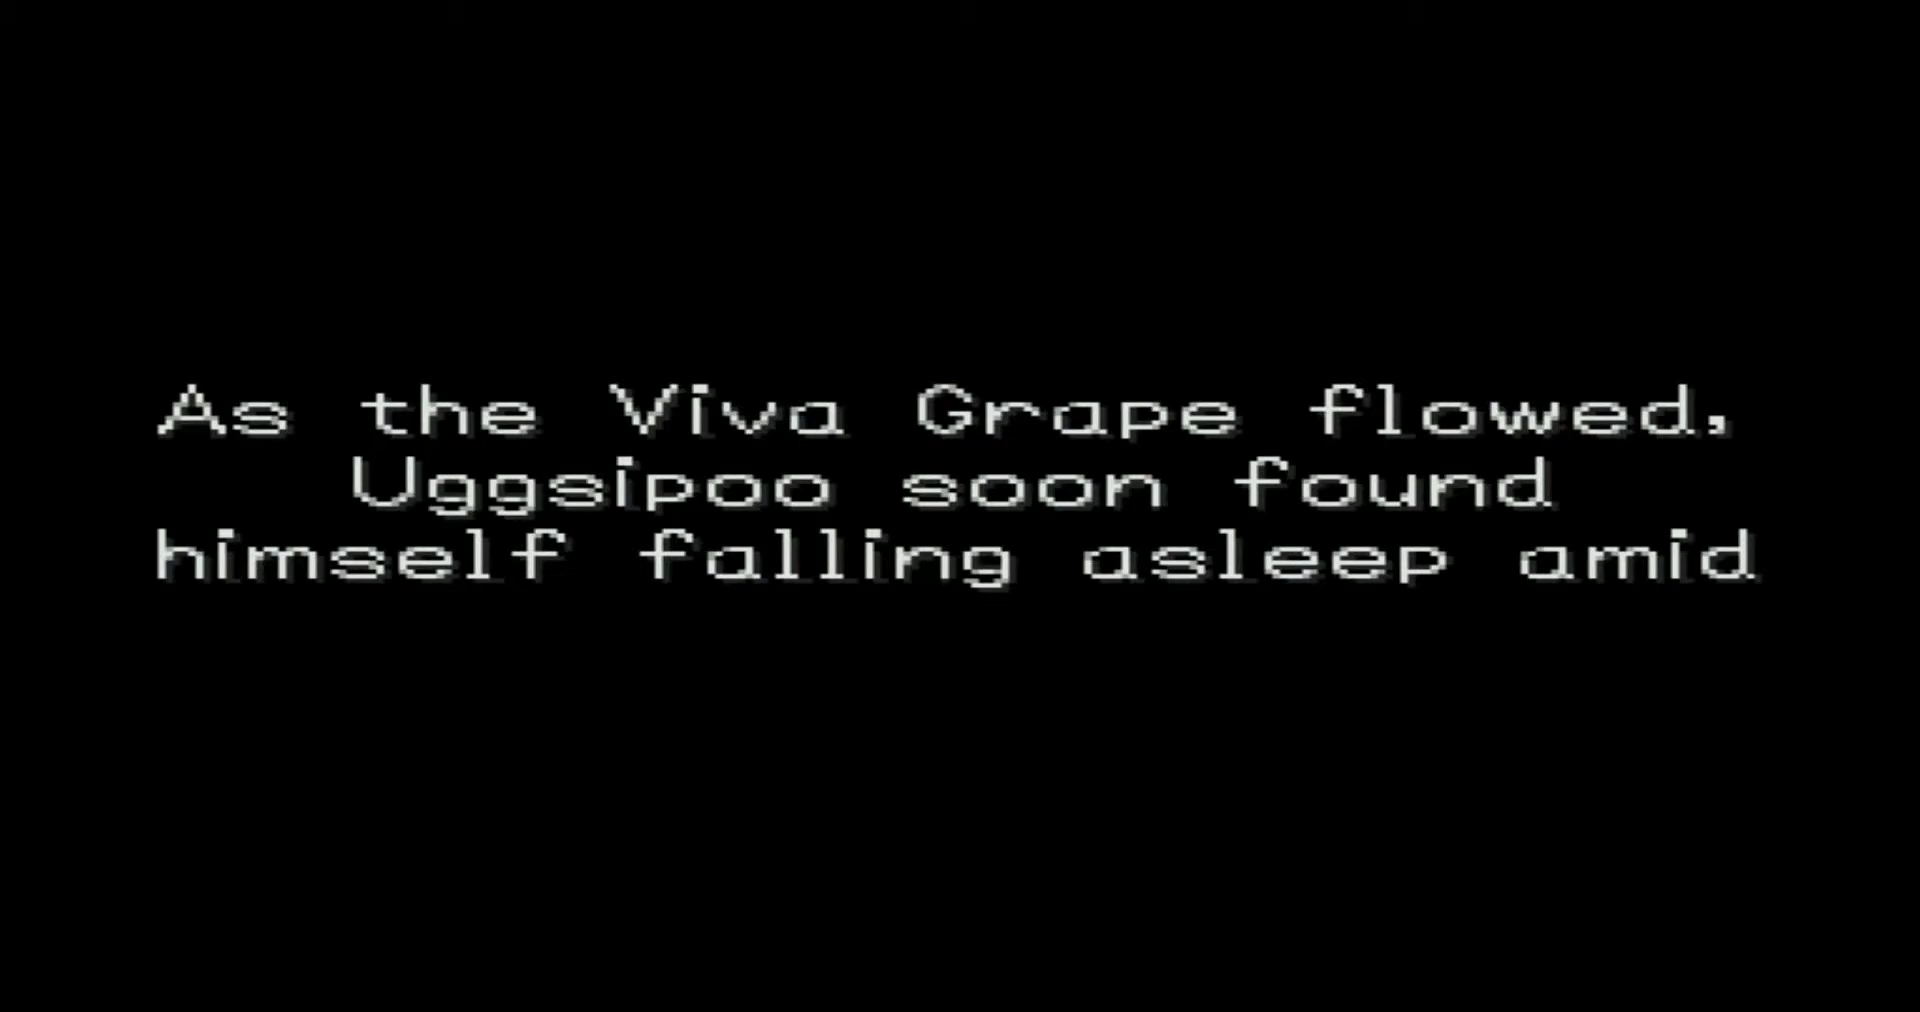 As the Viva Grape flowed,
Uggsipoo soon found
himself falling asleep amid